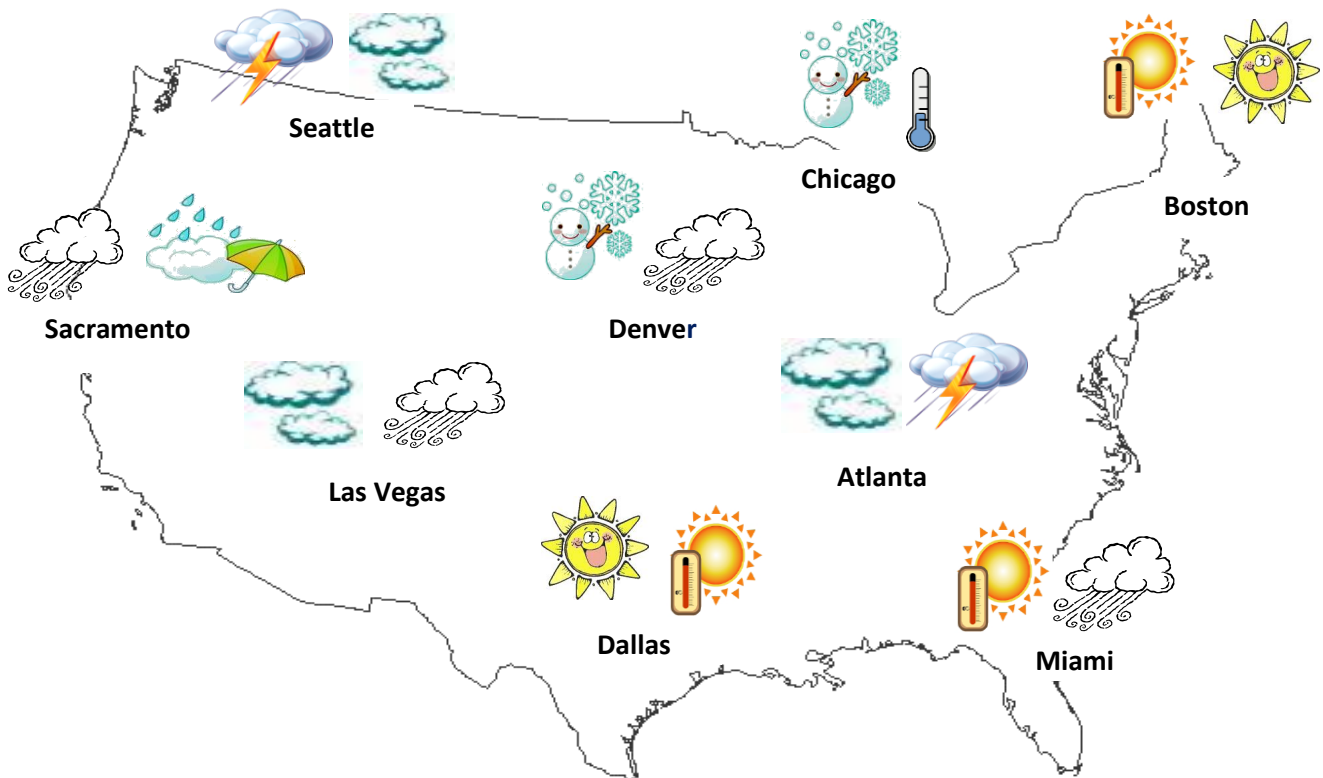 Seattle
Chicago
Boston
Sacramento
Denver
Las Vegas
Atlanta
Dallas
Miami